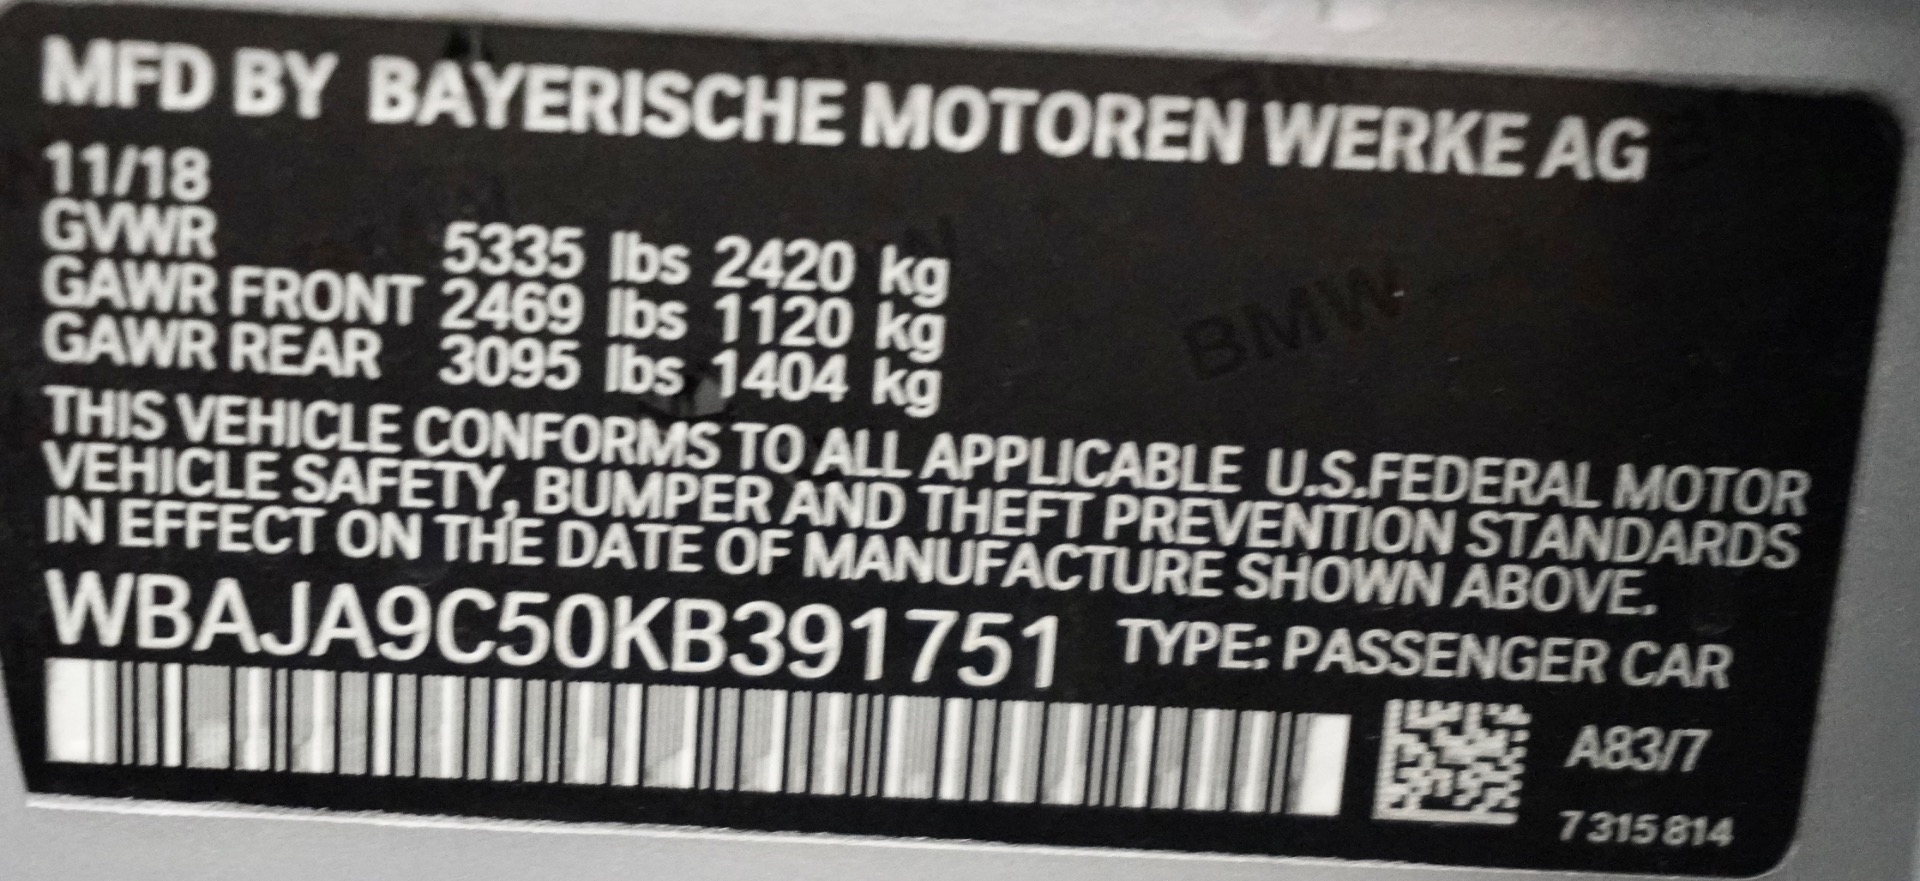 MFD BY BAYERISCHE MOTOREN WERKE AG
11/18
GVWR 5335 lbs 2420 kg
GAWR FRONT 2469 lbs 1120 kg
GAWR REAR 3095 lbs 1404 kg
THIS VEHICLE CONFORMS TO ALL APPLICABLE U.S.FEDERAL MOTOR
VEHICLE SAFETY, BUMPER AND THEFT PREVENTION STANDARDS
IN EFFECT ON THE DATE OF MANUFACTURE SHOWN ABOVE.
WBAJA9C50KB391751 TYPE: PASSENGER CAR
A83/7
7 315 814
BMW